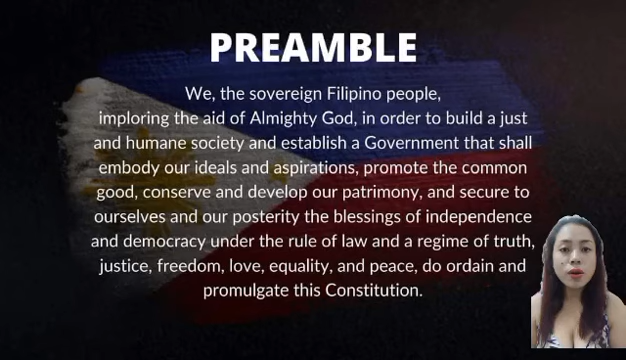 PREAMBLE
We, the sovereign Filipino people,
imploring the aid of Almighty God, in order to build a just
and humane society and establish a Government that shall
embody our ideals and aspirations, promote the common
good, conserve and develop our patrimony, and secure to
ourselves and our posterity the blessings of independence
and democracy under the rule of law and a regime of truth,
justice, freedom, love, equality, and peace, do ordain and
promulgate this Constitution.